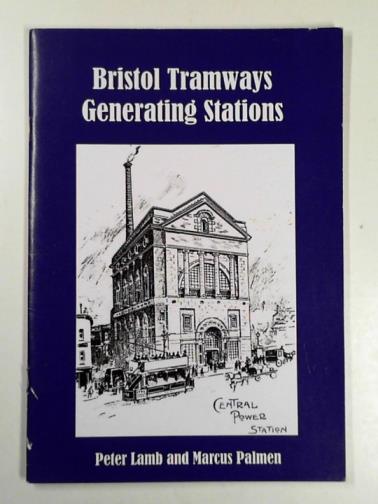 Bristol Tramways
Generating Stations
CENTRAL
POWER
STATION
Peter Lamb and Marcus Palmen